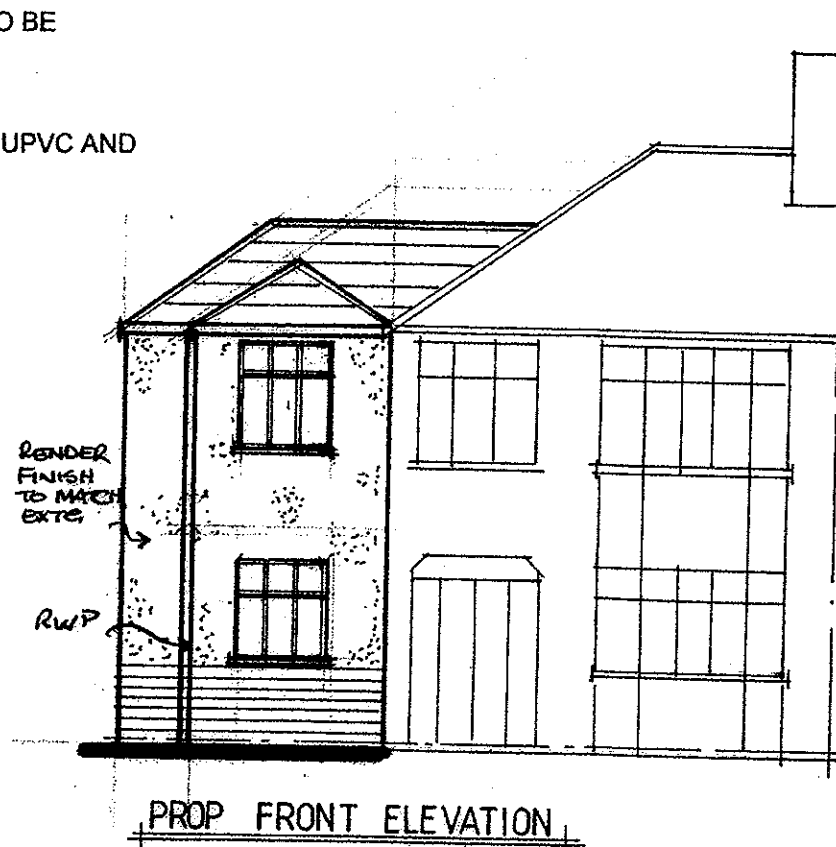 O BE
UPVC AND
RENDER
FINISH
TO MATCH
EXTG
RWP
PROP FRONT ELEVATION